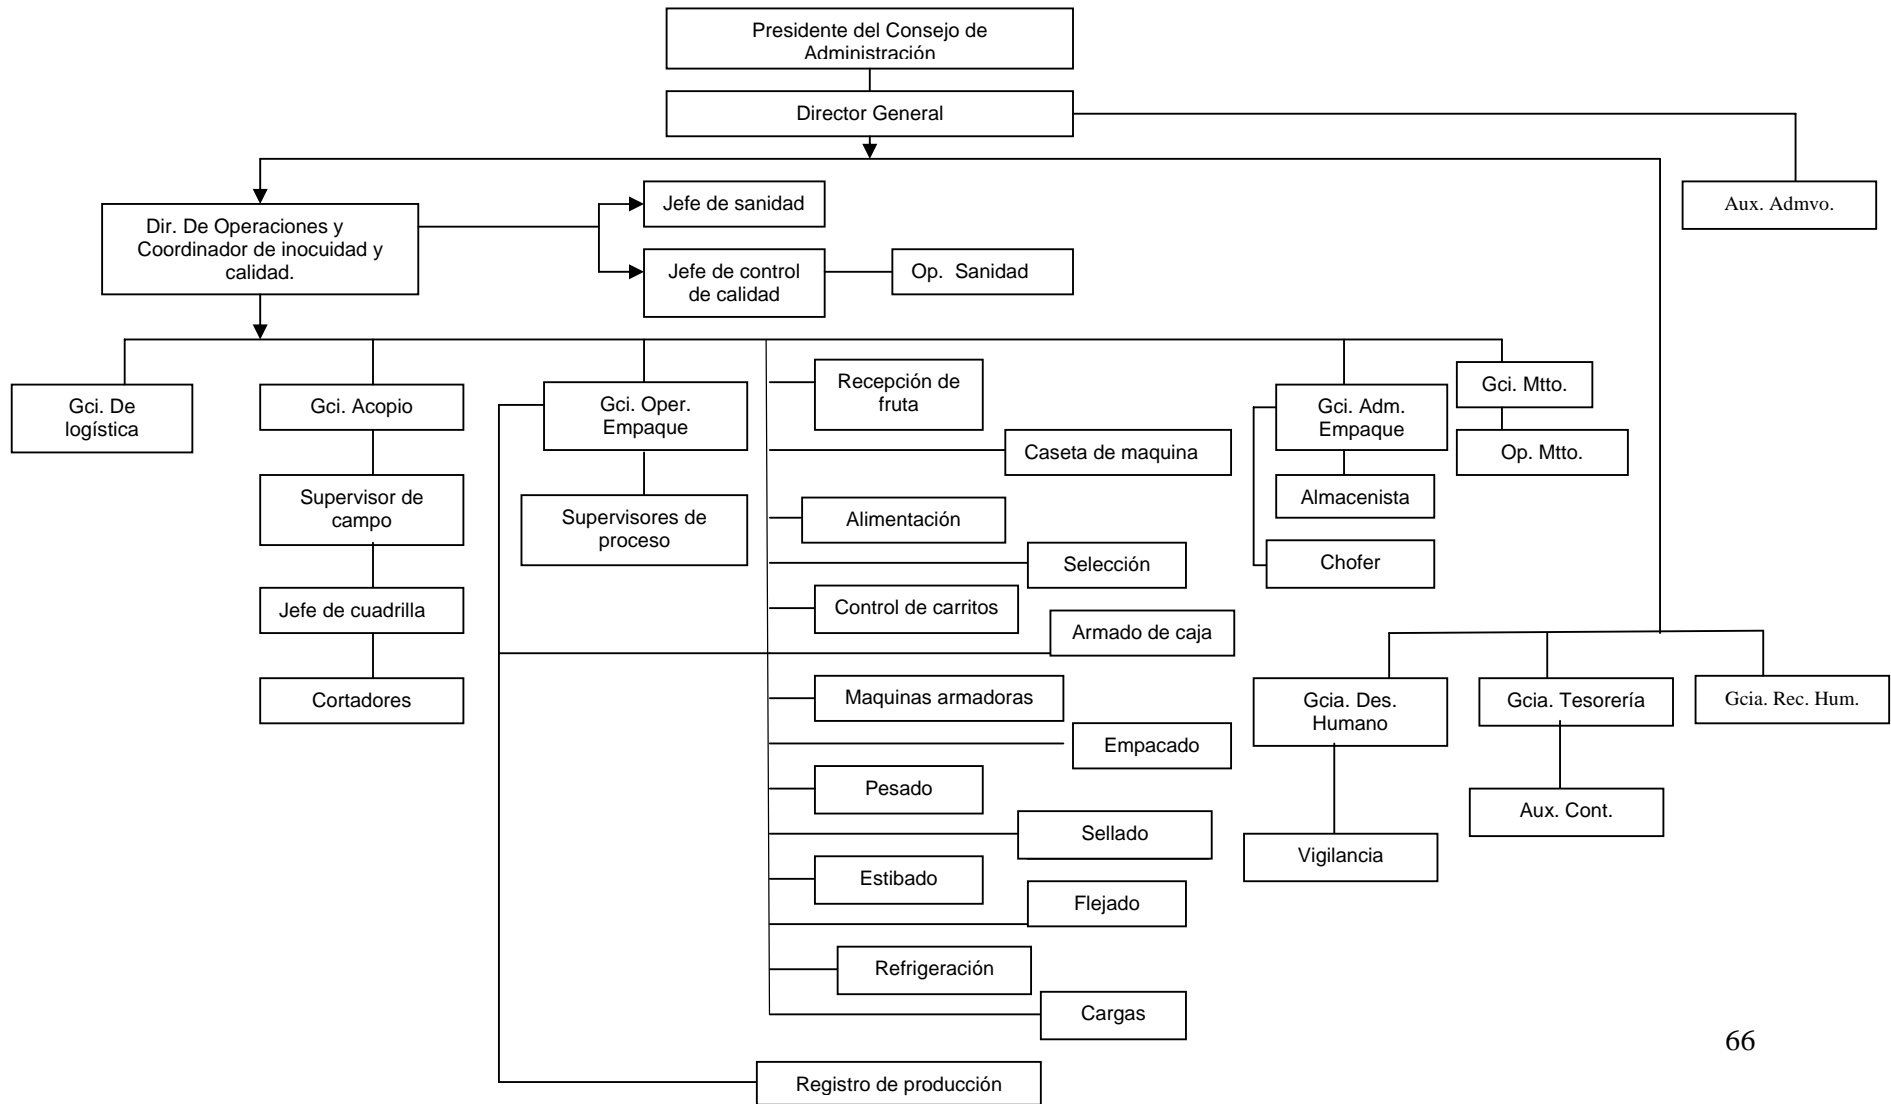 Presidente del Consejo de
Administración
Director General
Aux. Admvo.
Jefe de sanidad
Dir. De Operaciones y
Coordinador de inocuidad y
calidad.
Jefe de control
de calidad
Op. Sanidad
Gci. De
logística
Gci. Acopio
Gci. Oper.
Empaque
Recepción de
fruta
Gci. Adm.
Empaque
Gci. Mtto.
Op. Mtto.
Caseta de maquina
Supervisor de
campo
Supervisores de
proceso
Alimentación
Almacenista
Selección
Chofer
Jefe de cuadrilla
Control de carritos
Armado de caja
Cortadores
Maquinas armadoras
Gcia. Des.
Humano
Gcia. Tesorería
Gcia. Rec. Hum.
Empacado
Pesado
Aux. Cont.
Sellado
Vigilancia
Estibado
Flejado
Refrigeración
Cargas
66
Registro de producción